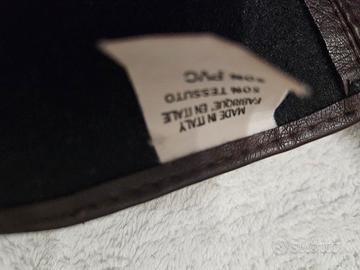 MADE IN ITALY
FABRIQUE' EN ITALIE
50% TESSUTO
50% PVC